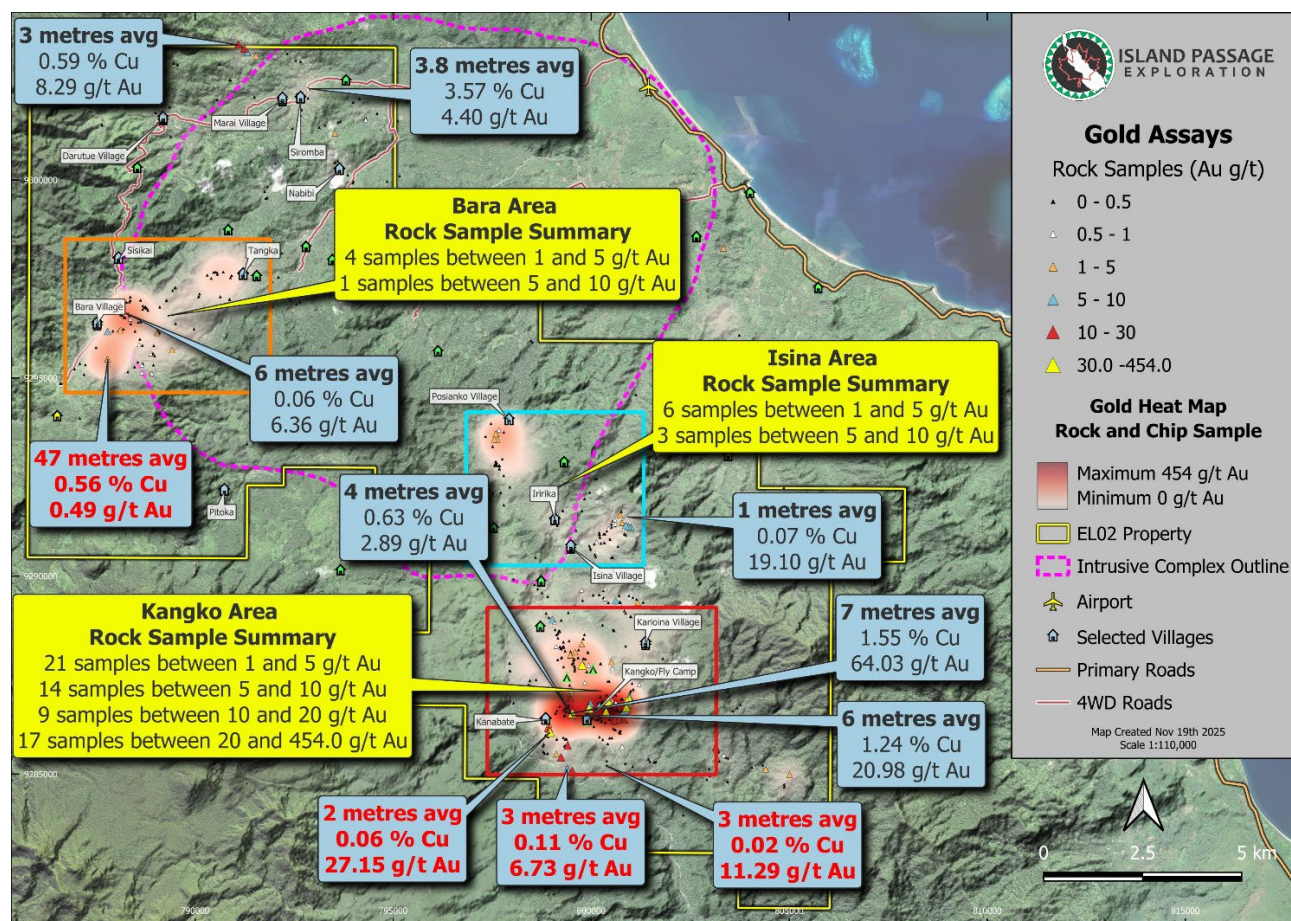 3 metres avg
0.59 % Cu
8.29 g/t Au
3.8 metres avg
3.57 % Cu
4.40 g/t Au
Marai Village
Siromba
Darutue Village
Nabibi
9300000
Bara Area
Rock Sample Summary
4 samples between 1 and 5 g/t Au
1 samples between 5 and 10 g/t Au
Sisikai
Tangka
Bara Village
9295000
6 metres avg
0.06 % Cu
6.36 g/t Au
47 metres avg
0.56 % Cu
0.49 g/t Au
Pitoka
Isina Area
Rock Sample Summary
6 samples between 1 and 5 g/t Au
3 samples between 5 and 10 g/t Au
Posianko Village
4 metres avg
0.63 % Cu
2.89 g/t Au
Iririka
1 metres avg
0.07 % Cu
19.10 g/t Au
Isina Village
9290000
Kangko Area
Rock Sample Summary
21 samples between 1 and 5 g/t Au
14 samples between 5 and 10 g/t Au
9 samples between 10 and 20 g/t Au
17 samples between 20 and 454.0 g/t Au
Karioina Village
Kangko/Fly Camp
Kanabate
7 metres avg
1.55 % Cu
64.03 g/t Au
6 metres avg
1.24 % Cu
20.98 g/t Au
9285000
2 metres avg
0.06 % Cu
27.15 g/t Au
3 metres avg
0.11 % Cu
6.73 g/t Au
3 metres avg
0.02 % Cu
11.29 g/t Au
790000
795000
800000
805000
810000
815000
ISLAND PASSAGE
EXPLORATION
Gold Assays
Rock Samples (Au g/t)
0 - 0.5
0.5 - 1
1 - 5
5 - 10
10 - 30
30.0 -454.0
Gold Heat Map
Rock and Chip Sample
Maximum 454 g/t Au
Minimum 0 g/t Au
EL02 Property
Intrusive Complex Outline
Airport
Selected Villages
Primary Roads
4WD Roads
Map Created Nov 19th 2025
Scale 1:110,000
0 2.5 5 km